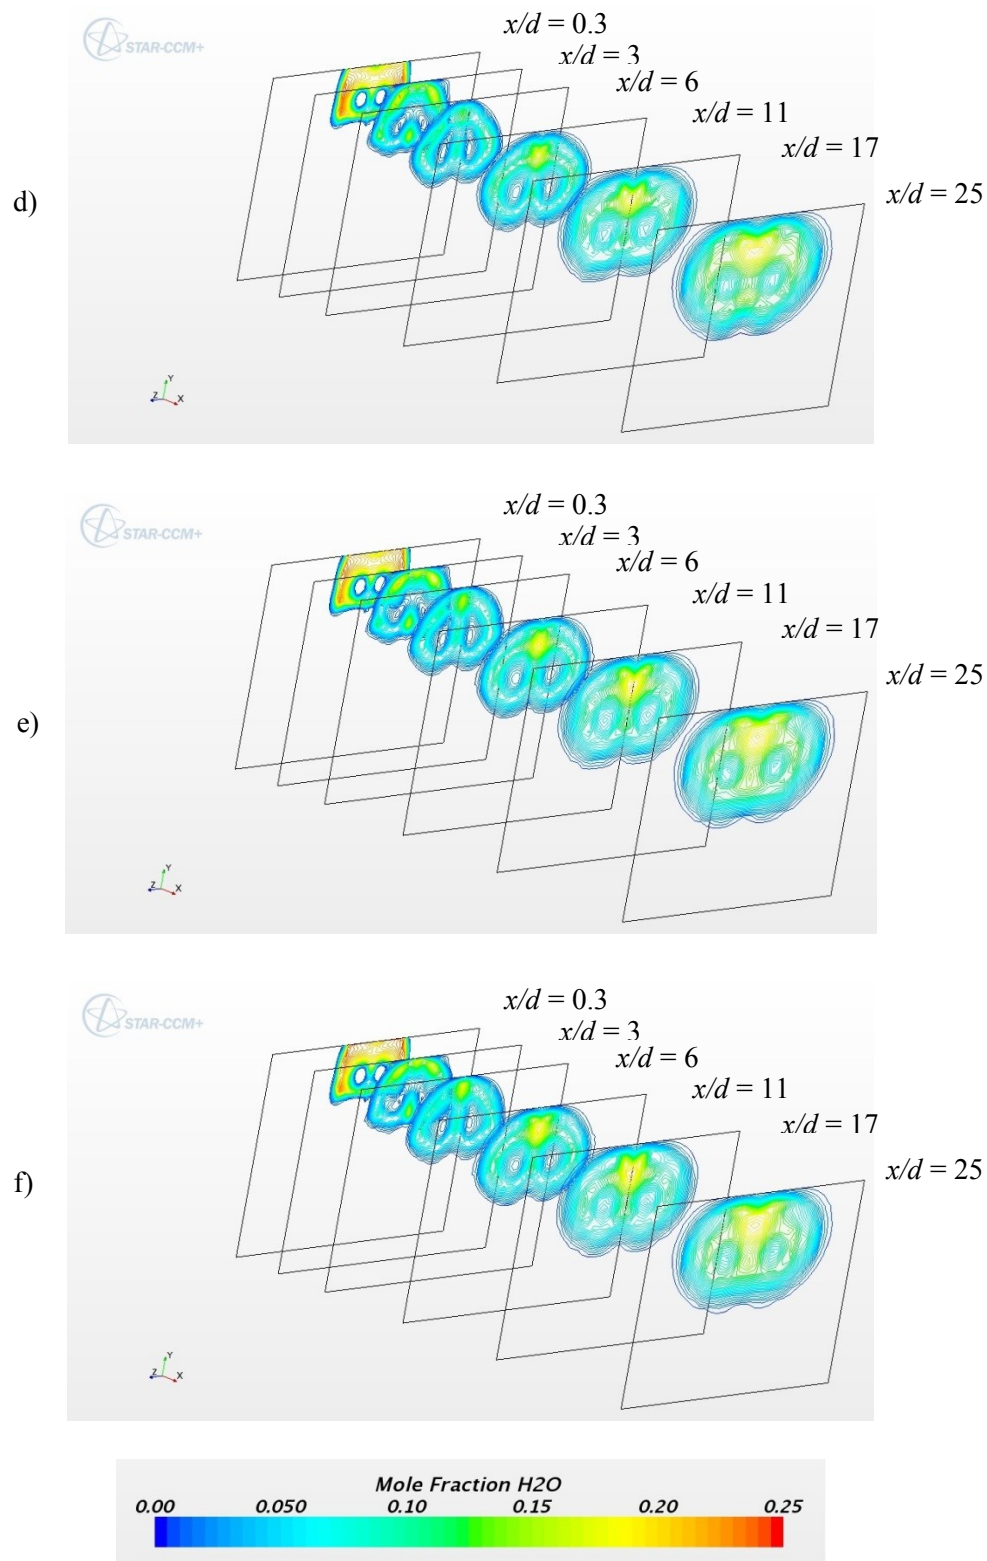 STAR-CCM+
x/d = 0.3
x/d = 3
x/d = 6
x/d = 11
x/d = 17
x/d = 25
d)
Y
Z
X
STAR-CCM+
x/d = 0.3
x/d = 3
x/d = 6
x/d = 11
x/d = 17
x/d = 25
e)
Y
Z
X
STAR-CCM+
x/d = 0.3
x/d = 3
x/d = 6
x/d = 11
x/d = 17
x/d = 25
f)
Y
Z
X
Mole Fraction H2O
0.00 0.050 0.10 0.15 0.20 0.25